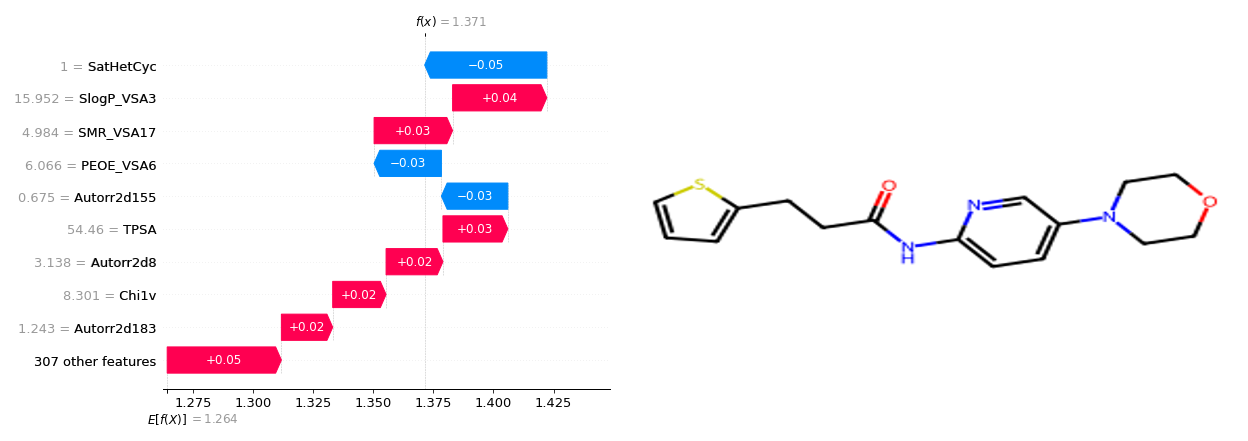 f(x) = 1.371
1 = SatHetCyc
−0.05
15.952 = SlogP_VSA3
+0.04
4.984 = SMR_VSA17
+0.03
6.066 = PEOE_VSA6
−0.03
0.675 = Autorr2d155
−0.03
54.46 = TPSA
+0.03
3.138 = Autorr2d8
+0.02
8.301 = Chi1v
+0.02
1.243 = Autorr2d183
+0.02
307 other features
+0.05
1.275 1.300 1.325 1.350 1.375 1.400 1.425
E[f(X)] = 1.264
S
O
N
H
N
N
O